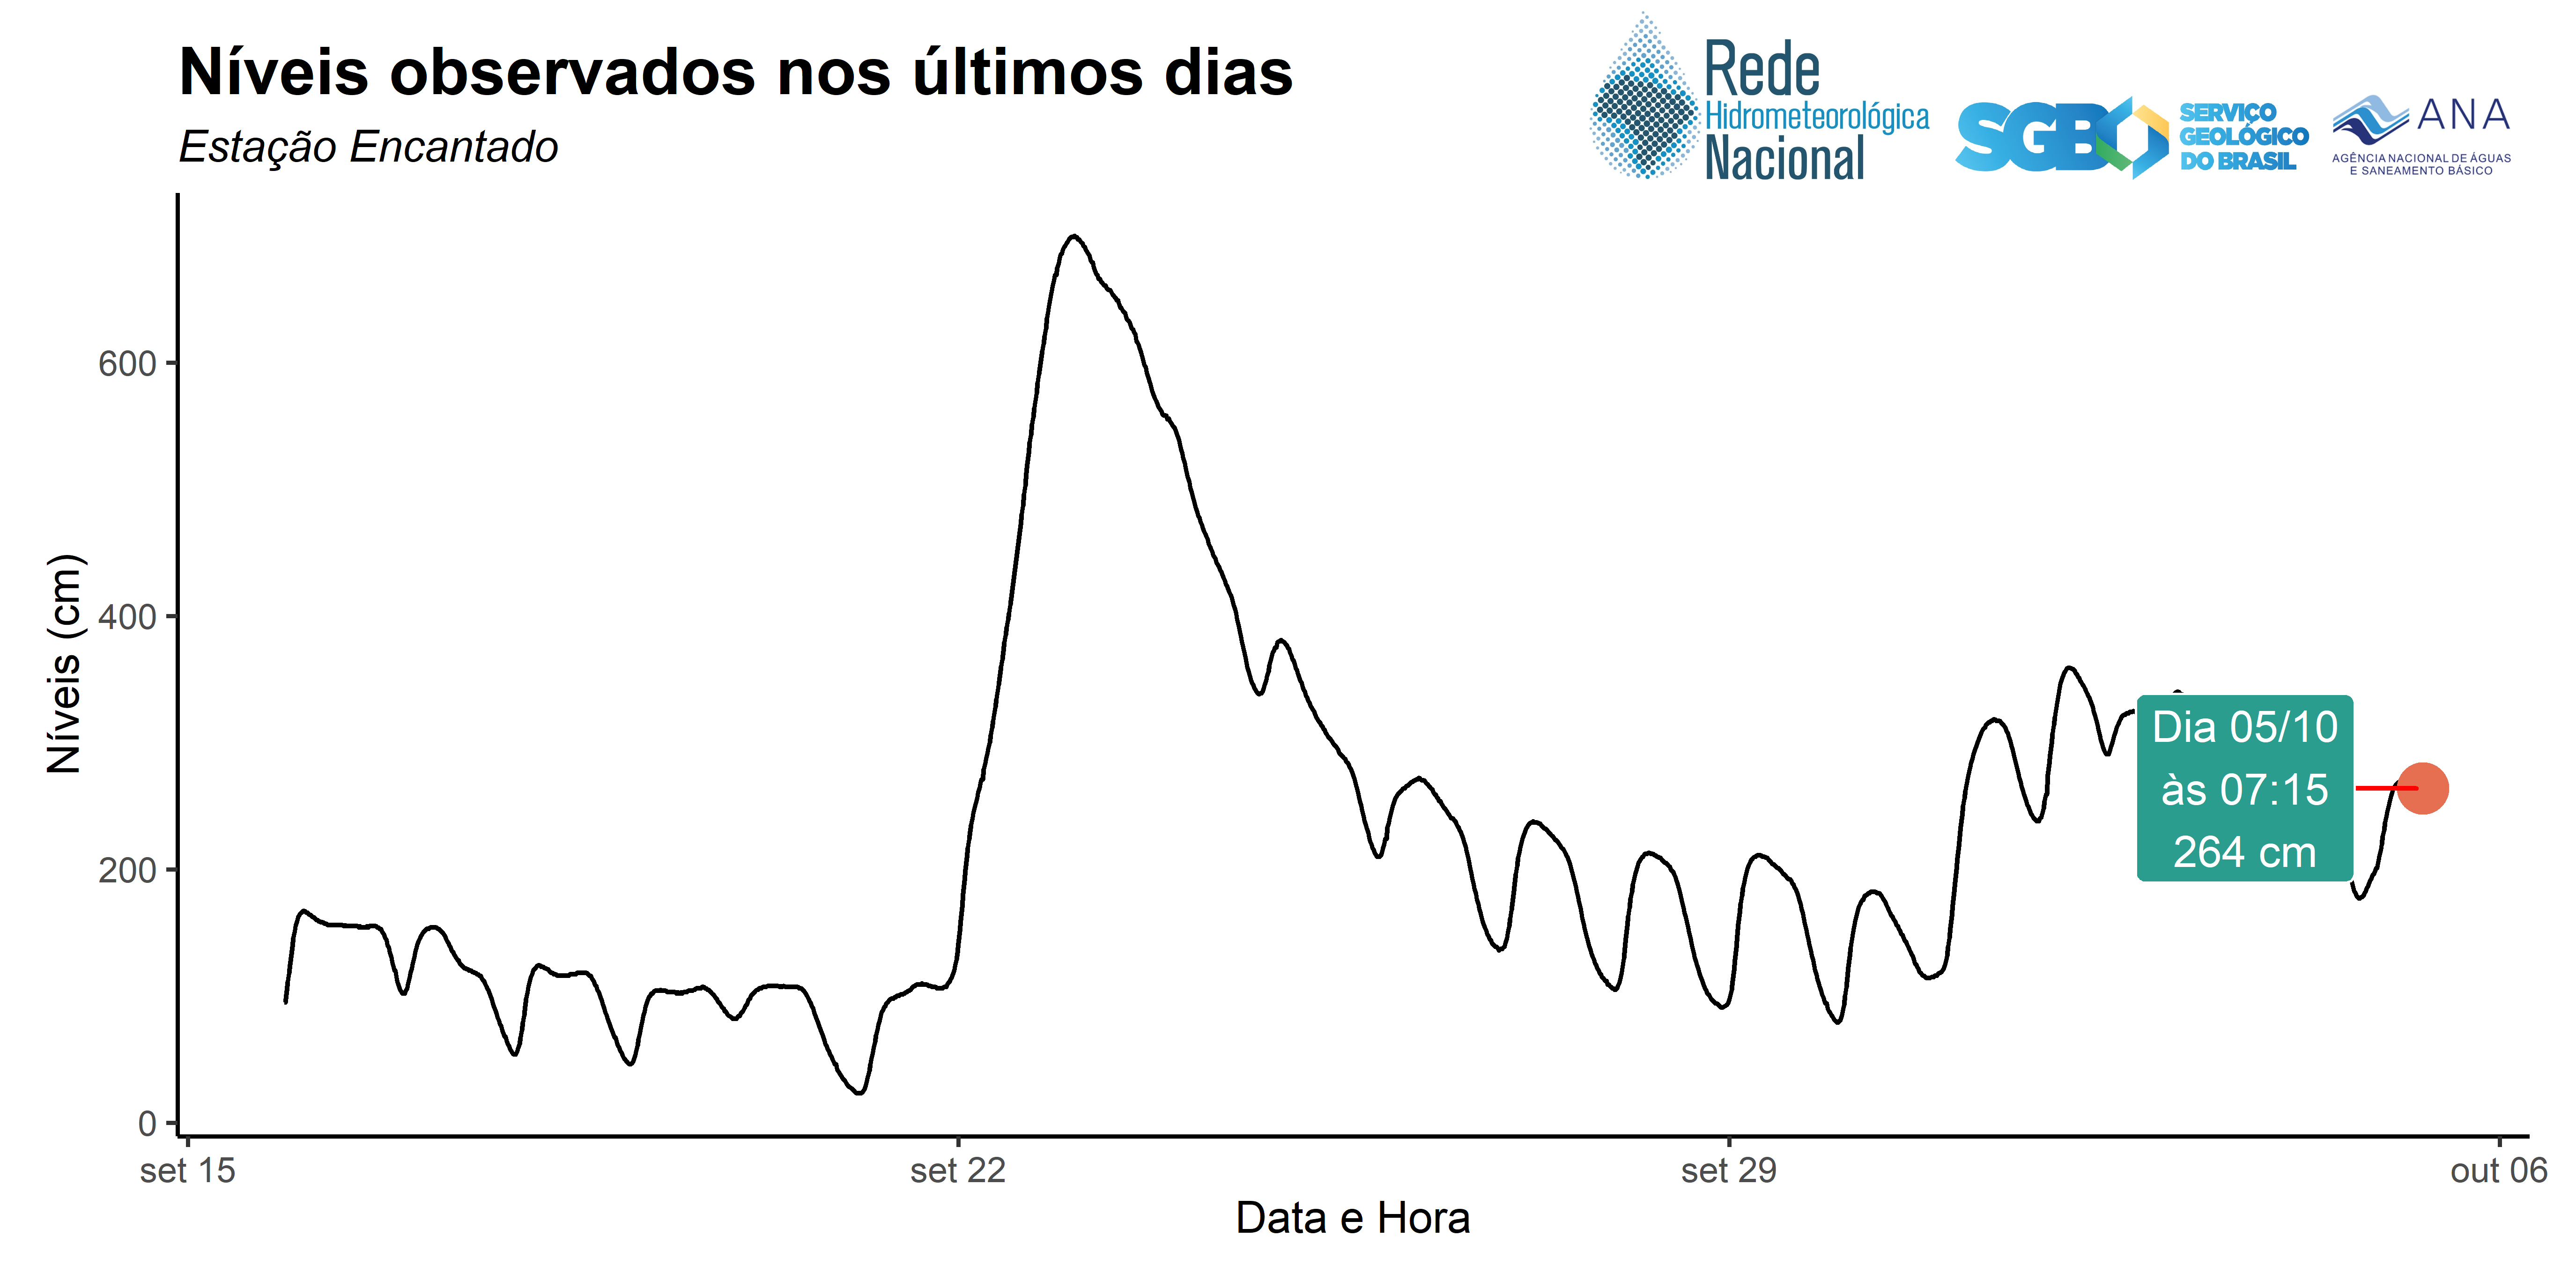 Níveis observados nos últimos dias
Estação Encantado
Rede
Hidrometeorológica
Nacional
SGB
SERVIÇO
GEOLÓGICO
DO BRASIL
ANA
AGÊNCIA NACIONAL DE ÁGUAS
E SANEAMENTO BÁSICO
Níveis (cm)
600
400
200
0
Dia 05/10
às 07:15
264 cm
set 15
set 22
set 29
out 06
Data e Hora